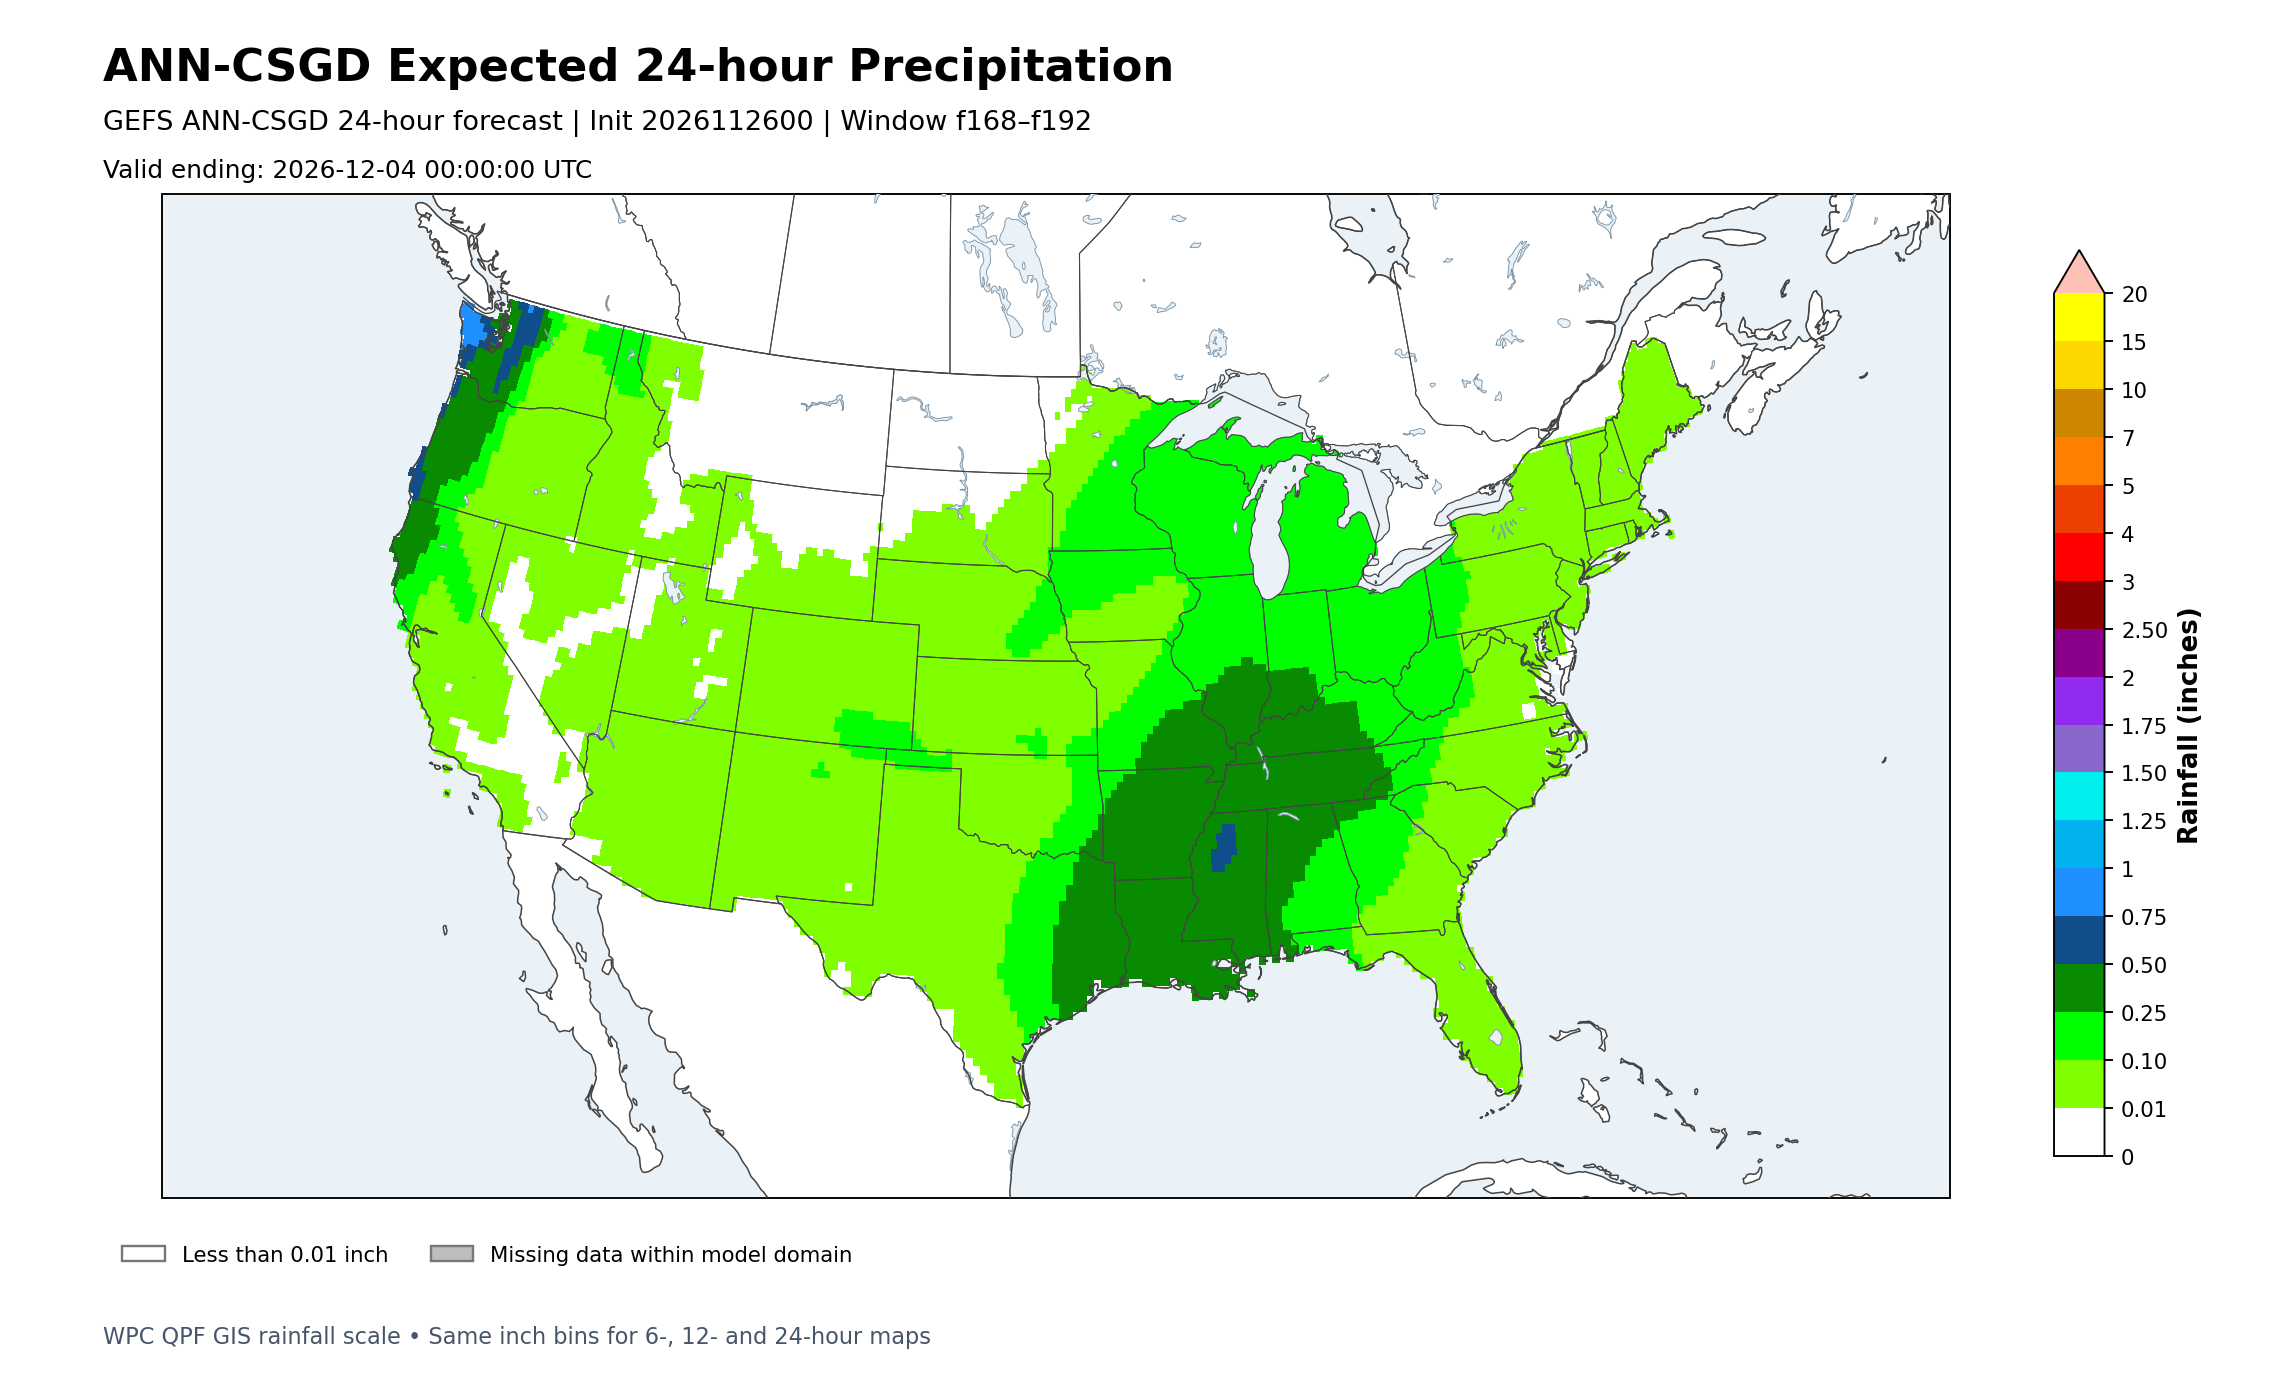 ANN-CSGD Expected 24-hour Precipitation
GEFS ANN-CSGD 24-hour forecast | Init 2026112600 | Window f168–f192
Valid ending: 2026-12-04 00:00:00 UTC
20
15
10
7
5
4
3
2.50
2
1.75
1.50
1.25
1
0.75
0.50
0.25
0.10
0.01
0
Rainfall (inches)
Less than 0.01 inch
Missing data within model domain
WPC QPF GIS rainfall scale • Same inch bins for 6-, 12- and 24-hour maps